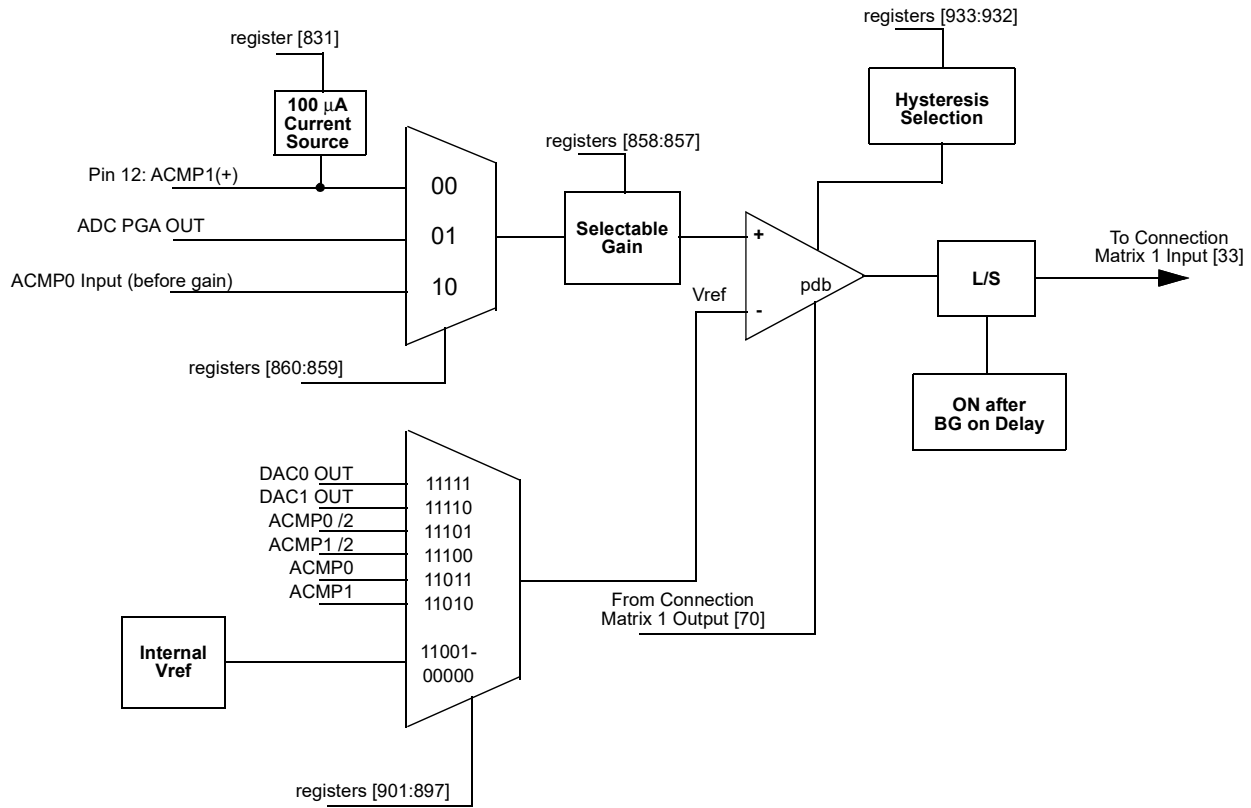 registers [933:932]
register [831]
100 μA
Current
Source
Hysteresis
Selection
registers [858:857]
Pin 12: ACMP1(+)
00
ADC PGA OUT
01
Selectable
Gain
+
To Connection
Matrix 1 Input [33]
ACMP0 Input (before gain)
10
Vref
pdb
-
L/S
registers [860:859]
ON after
BG on Delay
DAC0 OUT
11111
DAC1 OUT
11110
ACMP0 /2
11101
ACMP1 /2
11100
ACMP0
11011
ACMP1
11010
From Connection
Matrix 1 Output [70]
Internal
Vref
11001-
00000
registers [901:897]